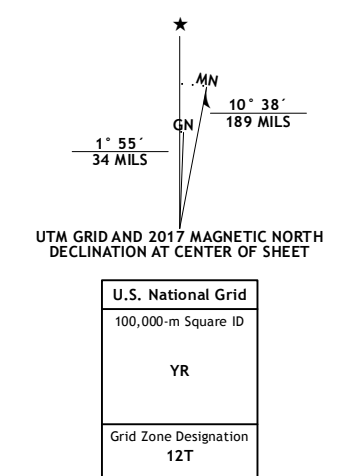 ★
MN
GN
10° 38´
189 MILS
1° 55´
34 MILS
UTM GRID AND 2017 MAGNETIC NORTH
DECLINATION AT CENTER OF SHEET
U.S. National Grid
100,000-m Square ID
YR
Grid Zone Designation
12T